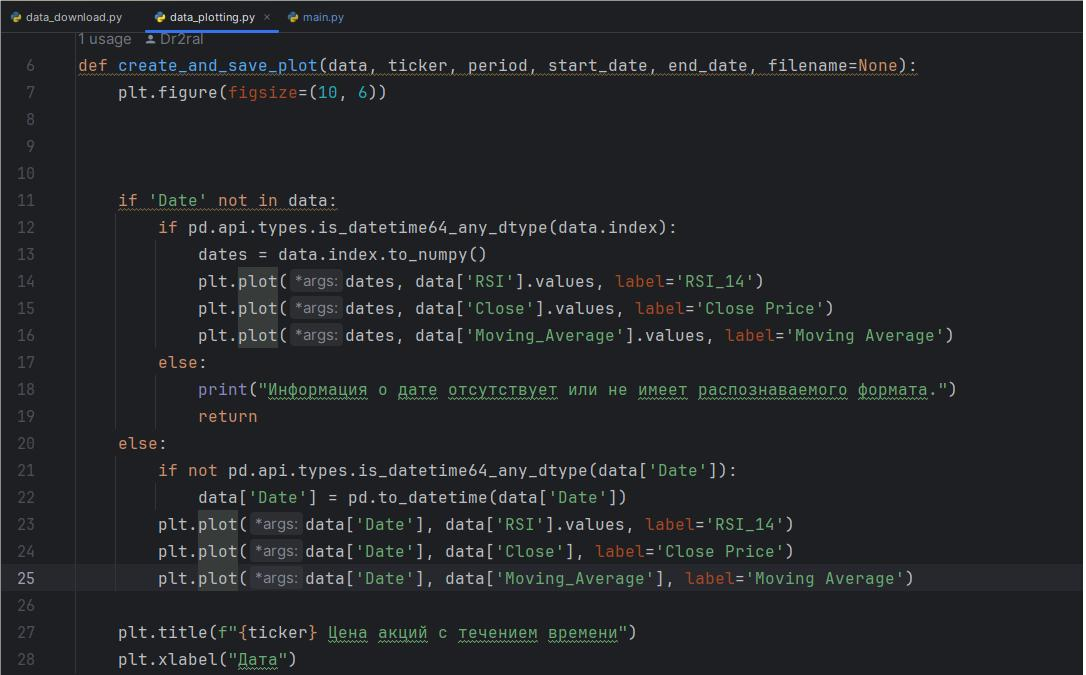 data_download.py data_plotting.py × main.py
1 usage Dr2ral
6 def create_and_save_plot(data, ticker, period, start_date, end_date, filename=None):
7 plt.figure(figsize=(10, 6))
8
9
10
11 if 'Date' not in data:
12 if pd.api.types.is_datetime64_any_dtype(data.index):
13 dates = data.index.to_numpy()
14 plt.plot( *args: dates, data['RSI'].values, label='RSI_14')
15 plt.plot( *args: dates, data['Close'].values, label='Close Price')
16 plt.plot( *args: dates, data['Moving_Average'].values, label='Moving Average')
17 else:
18 print("Информация о дате отсутствует или не имеет распознаваемого формата.")
19 return
20 else:
21 if not pd.api.types.is_datetime64_any_dtype(data['Date']):
22 data['Date'] = pd.to_datetime(data['Date'])
23 plt.plot( *args: data['Date'], data['RSI'].values, label='RSI_14')
24 plt.plot( *args: data['Date'], data['Close'], label='Close Price')
25 plt.plot( *args: data['Date'], data['Moving_Average'], label='Moving Average')
26
27 plt.title(f"{ticker} Цена акций с течением времени")
28 plt.xlabel("Дата")